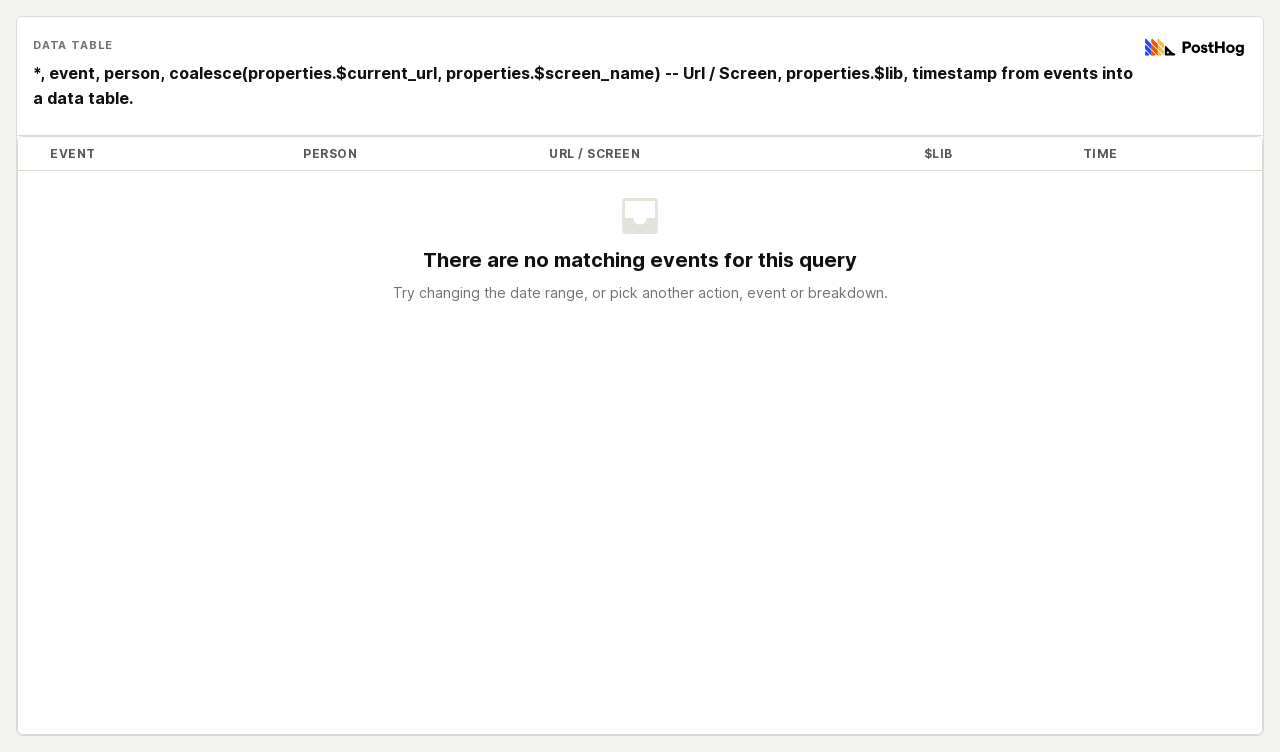 DATA TABLE
PostHog
*, event, person, coalesce(properties.$current_url, properties.$screen_name) -- Url / Screen, properties.$lib, timestamp from events into
a data table.
EVENT PERSON URL / SCREEN $LIB TIME
There are no matching events for this query
Try changing the date range, or pick another action, event or breakdown.